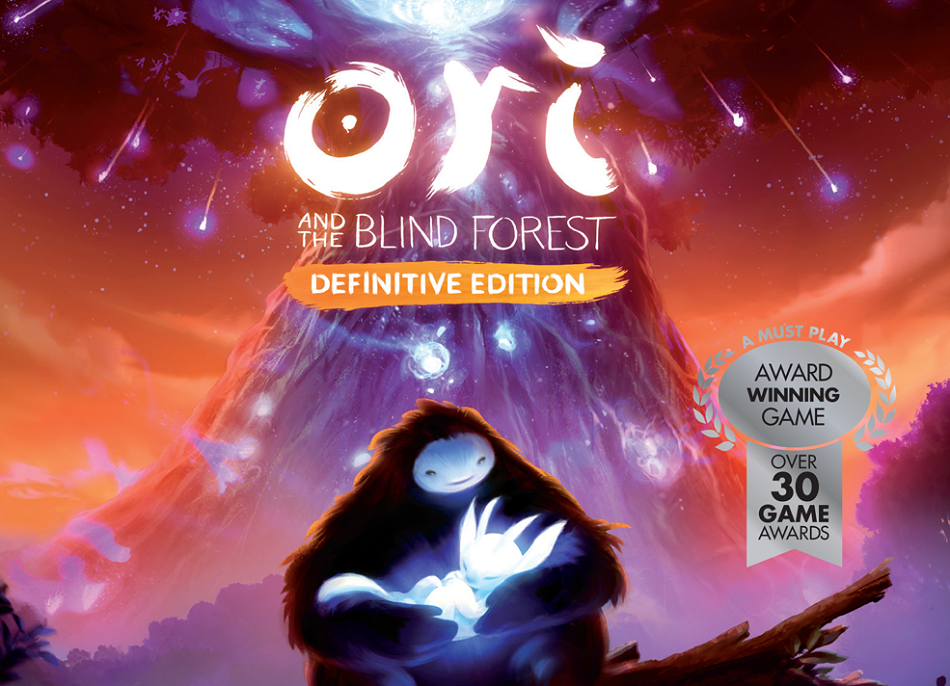 ori
AND THE BLIND FOREST
DEFINITIVE EDITION
A MUST PLAY
AWARD
WINNING
GAME
OVER
30
GAME
AWARDS